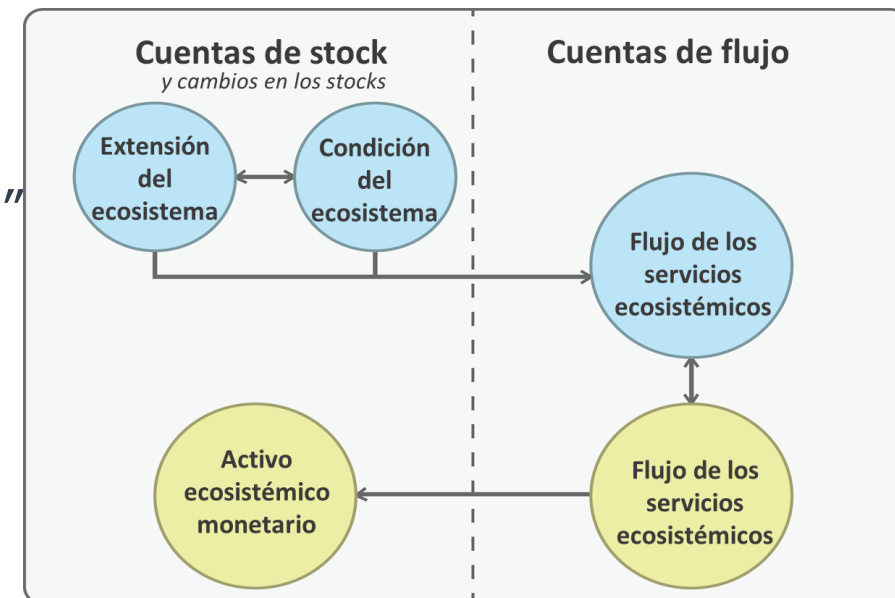 Cuentas de stock
y cambios en los stocks
Cuentas de flujo
Extensión
del
ecosistema
Condición
del
ecosistema
”
Flujo de los
servicios
ecosistémicos
Activo
ecosistémico
monetario
Flujo de los
servicios
ecosistémicos